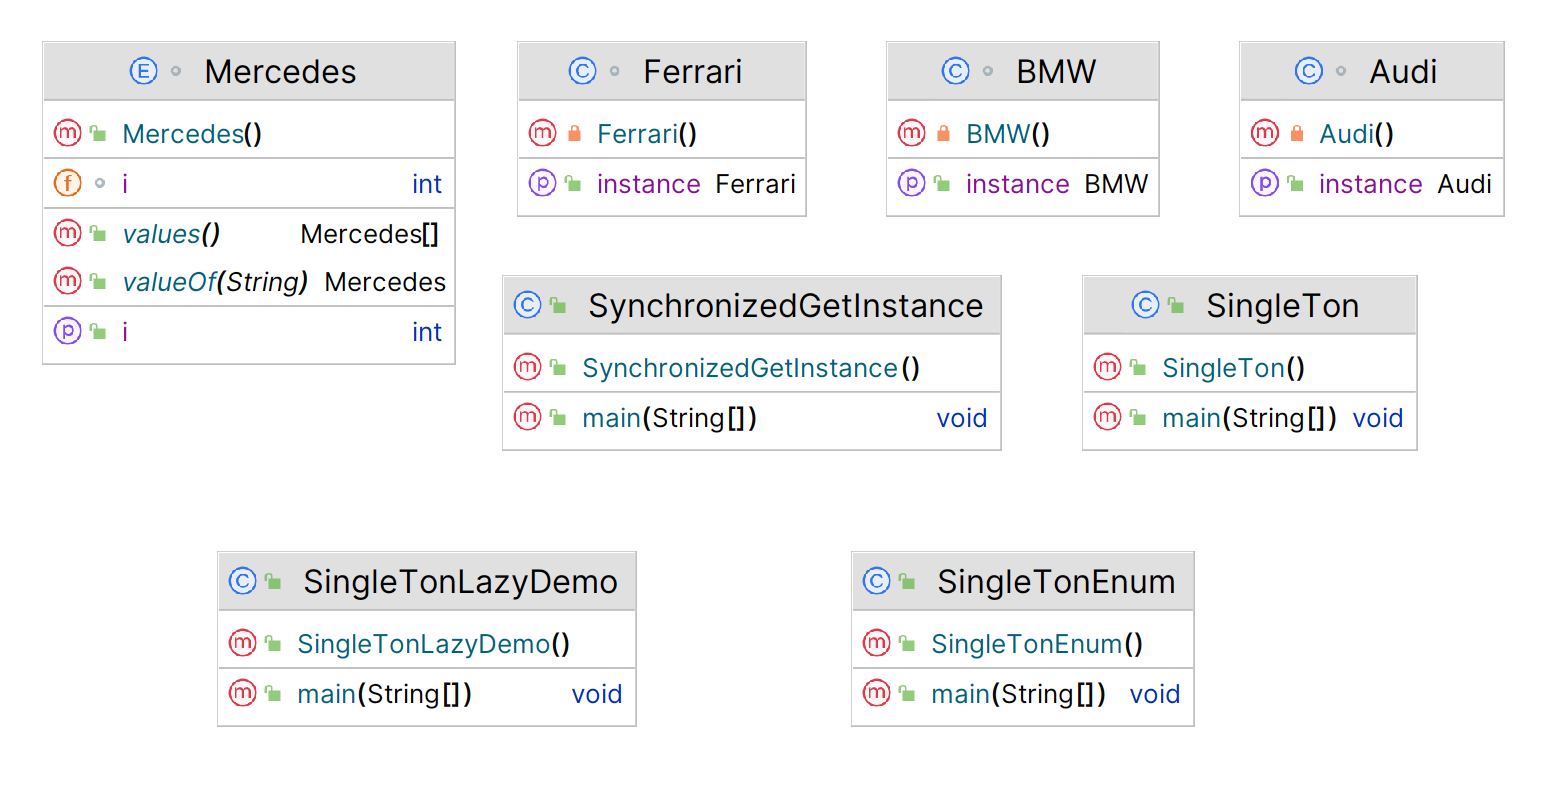 E Mercedes
m Mercedes()
f i int
m values() Mercedes[]
m valueOf(String) Mercedes
p i int
C Ferrari
m Ferrari()
p instance Ferrari
C BMW
m BMW()
p instance BMW
C Audi
m Audi()
p instance Audi
C SynchronizedGetInstance
m SynchronizedGetInstance()
m main(String[]) void
C SingleTon
m SingleTon()
m main(String[]) void
C SingleTonLazyDemo
m SingleTonLazyDemo()
m main(String[]) void
C SingleTonEnum
m SingleTonEnum()
m main(String[]) void